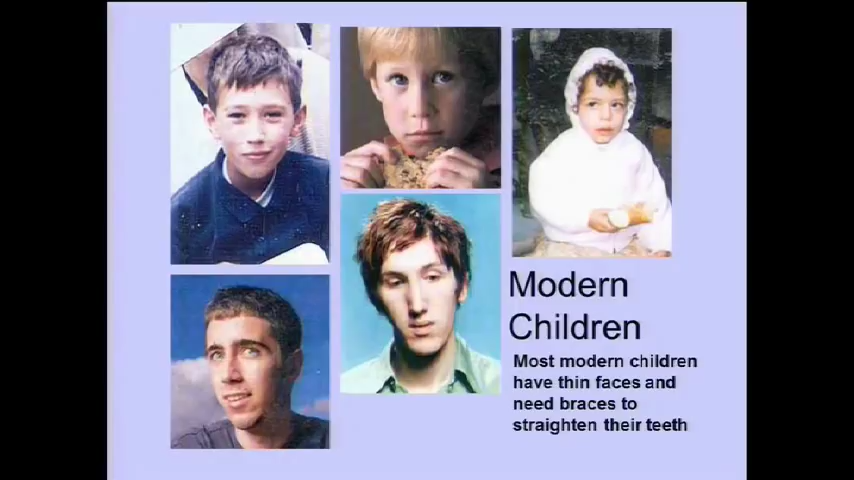 Modern
Children
Most modern children
have thin faces and
need braces to
straighten their teeth